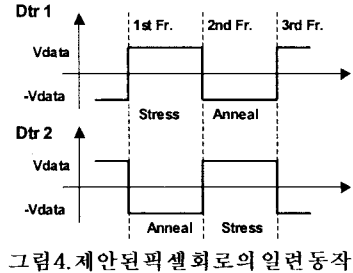 Dtr 1
1st Fr. 2nd Fr. 3rd Fr.
Vdata
-Vdata
Stress Anneal
Dtr 2
Vdata
-Vdata
Anneal Stress
그림4.제안된픽셀회로의일련동작